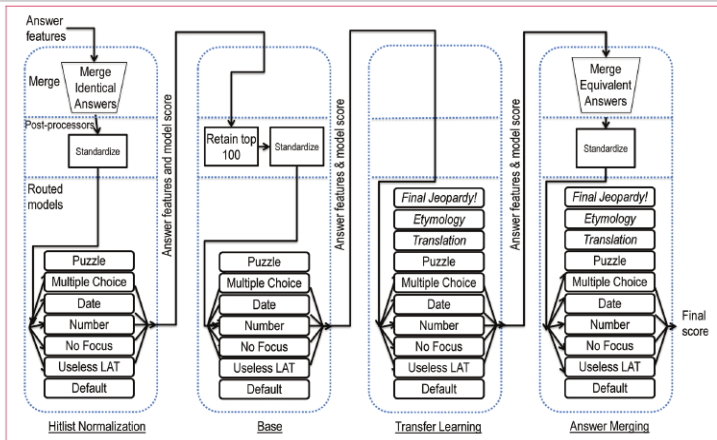 Answer
features
Merge
Merge
Identical
Answers
Post-processors
Standardize
Routed
models
Puzzle
Multiple Choice
Date
Number
No Focus
Useless LAT
Default
Hitlist Normalization
Answer features and model score
Retain top
100
Standardize
Puzzle
Multiple Choice
Date
Number
No Focus
Useless LAT
Default
Base
Answer features & model score
Final Jeopardy!
Etymology
Translation
Puzzle
Multiple Choice
Date
Number
No Focus
Useless LAT
Default
Transfer Learning
Answer features & model score
Merge
Equivalent
Answers
Standardize
Final Jeopardy!
Etymology
Translation
Puzzle
Multiple Choice
Date
Number
No Focus
Useless LAT
Default
Answer Merging
Final
score